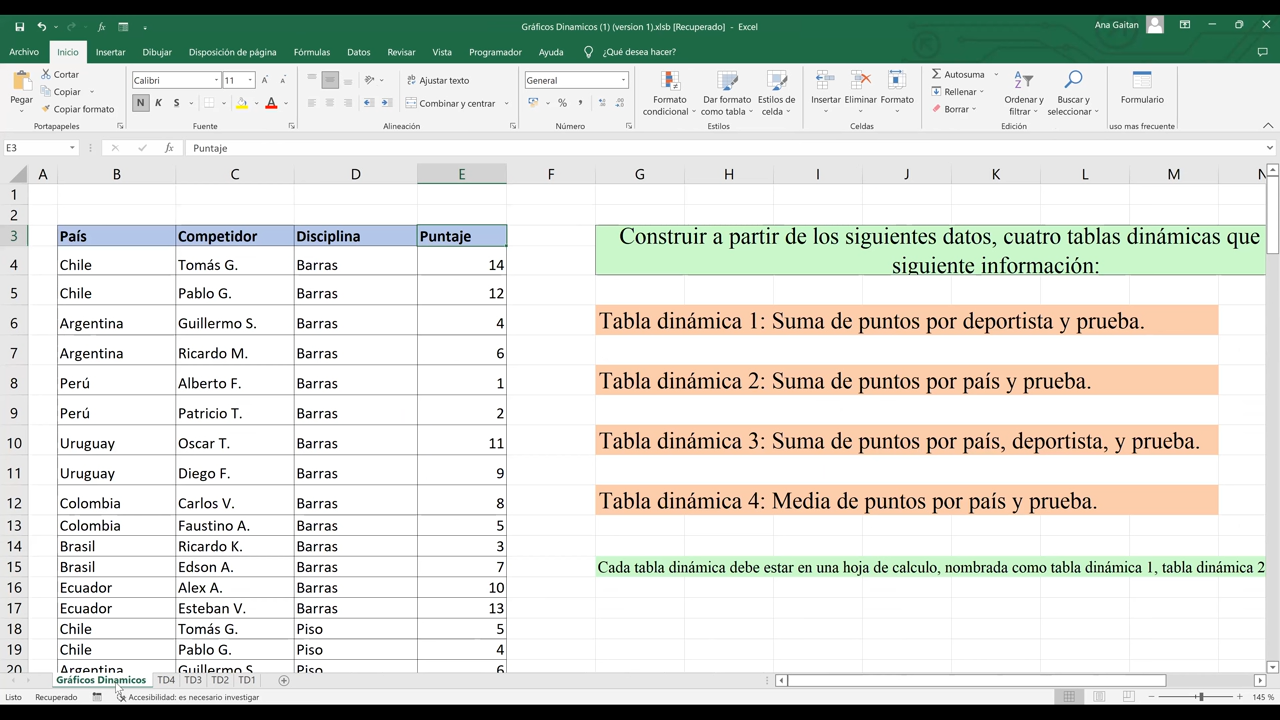 Gráficos Dinamicos (1) (version 1).xlsb [Recuperado] - Excel
Ana Gaitan
Archivo Inicio Insertar Dibujar Disposición de página Fórmulas Datos Revisar Vista Programador Ayuda ¿Qué desea hacer?
Pegar
Cortar
Copiar
Copiar formato
Portapapeles
Calibri 11
N K S
Fuente
Ajustar texto
Combinar y centrar
Alineación
General
Número
Formato condicional
Dar formato como tabla
Estilos de celda
Estilos
Insertar Eliminar Formato
Celdas
Autosuma
Rellenar
Borrar
Ordenar y filtrar
Buscar y seleccionar
Edición
Formulario
uso mas frecuente
E3 fx Puntaje
A B C D E F G H I J K L M N
1
2
3 País Competidor Disciplina Puntaje
4 Chile Tomás G. Barras 14
5 Chile Pablo G. Barras 12
6 Argentina Guillermo S. Barras 4
7 Argentina Ricardo M. Barras 6
8 Perú Alberto F. Barras 1
9 Perú Patricio T. Barras 2
10 Uruguay Oscar T. Barras 11
11 Uruguay Diego F. Barras 9
12 Colombia Carlos V. Barras 8
13 Colombia Faustino A. Barras 5
14 Brasil Ricardo K. Barras 3
15 Brasil Edson A. Barras 7
16 Ecuador Alex A. Barras 10
17 Ecuador Esteban V. Barras 13
18 Chile Tomás G. Piso 5
19 Chile Pablo G. Piso 4
20 Argentina Guillermo S. Piso 6
Construir a partir de los siguientes datos, cuatro tablas dinámicas que
siguiente información:
Tabla dinámica 1: Suma de puntos por deportista y prueba.
Tabla dinámica 2: Suma de puntos por país y prueba.
Tabla dinámica 3: Suma de puntos por país, deportista, y prueba.
Tabla dinámica 4: Media de puntos por país y prueba.
Cada tabla dinámica debe estar en una hoja de calculo, nombrada como tabla dinámica 1, tabla dinámica 2
Gráficos Dinamicos TD4 TD3 TD2 TD1
Listo Recuperado Accesibilidad: es necesario investigar 145 %